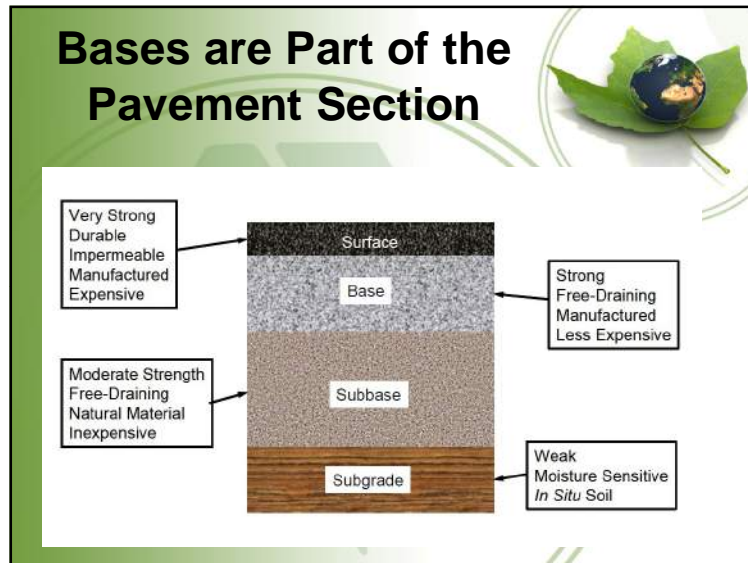 Bases are Part of the
Pavement Section
Very Strong
Durable
Impermeable
Manufactured
Expensive
Surface
Base
Strong
Free-Draining
Manufactured
Less Expensive
Moderate Strength
Free-Draining
Natural Material
Inexpensive
Subbase
Subgrade
Weak
Moisture Sensitive
In Situ Soil